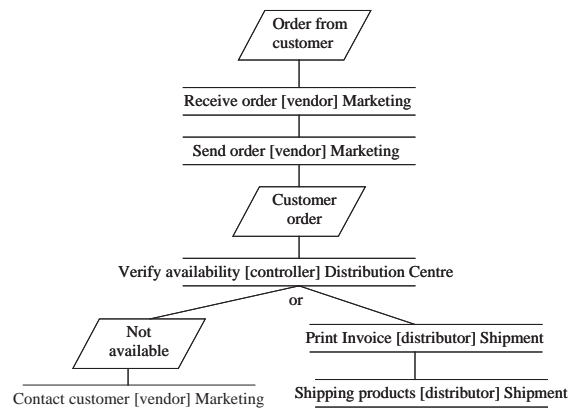 Order from
customer
Receive order [vendor] Marketing
Send order [vendor] Marketing
Customer
order
Verify availability [controller] Distribution Centre
or
Not
available
Print Invoice [distributor] Shipment
Contact customer [vendor] Marketing
Shipping products [distributor] Shipment